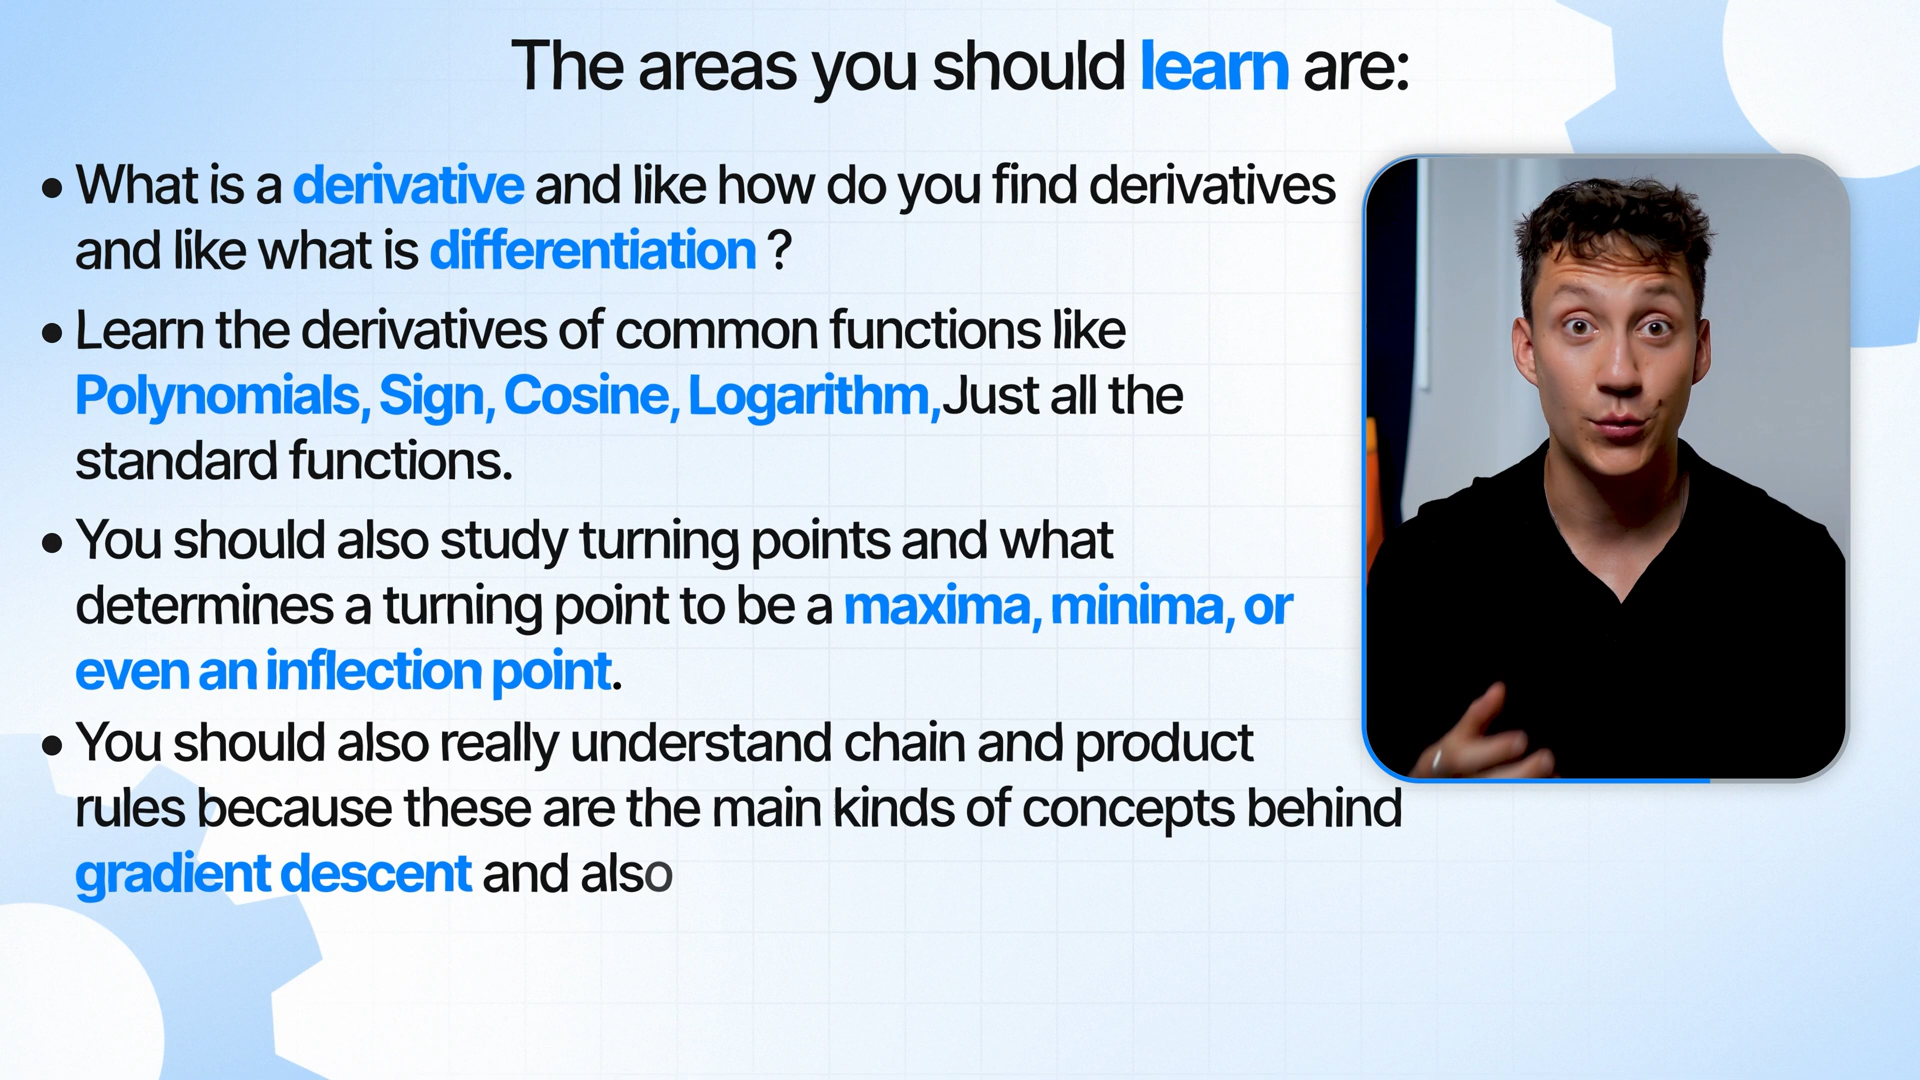 The areas you should learn are:
• What is a derivative and like how do you find derivatives
and like what is differentiation ?
• Learn the derivatives of common functions like
Polynomials, Sign, Cosine, Logarithm,Just all the
standard functions.
• You should also study turning points and what
determines a turning point to be a maxima, minima, or
even an inflection point.
• You should also really understand chain and product
rules because these are the main kinds of concepts behind
gradient descent and also